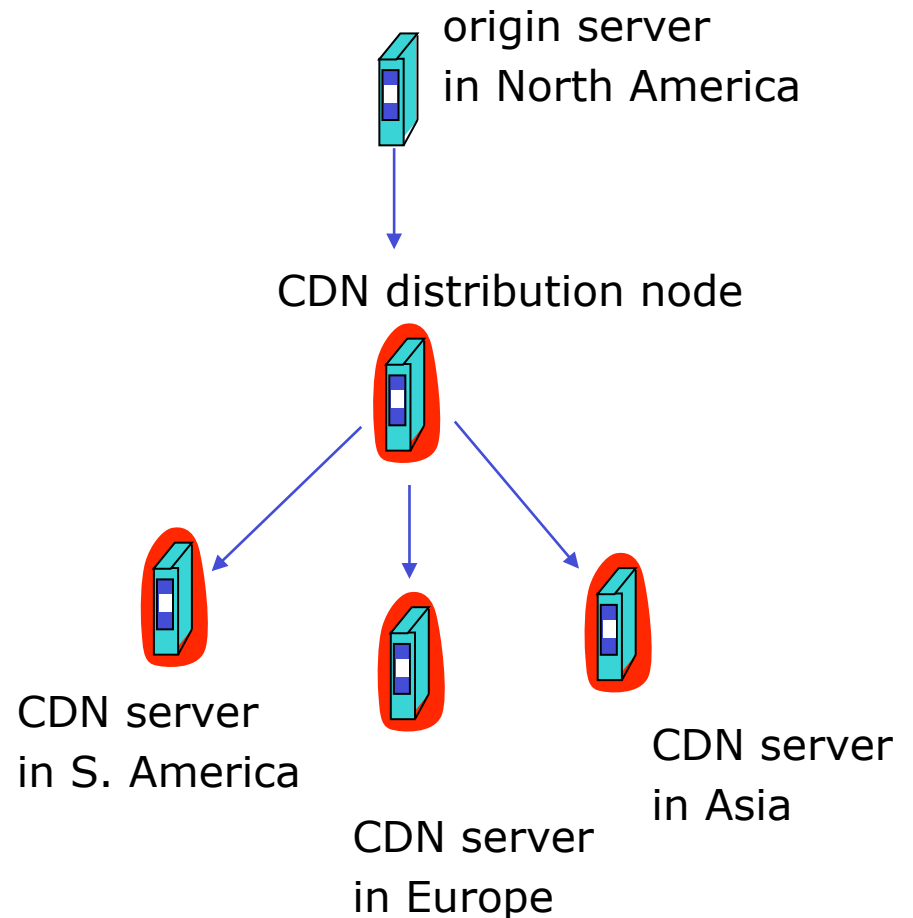 origin server
in North America
CDN distribution node
CDN server
in S. America
CDN server
in Asia
CDN server
in Europe